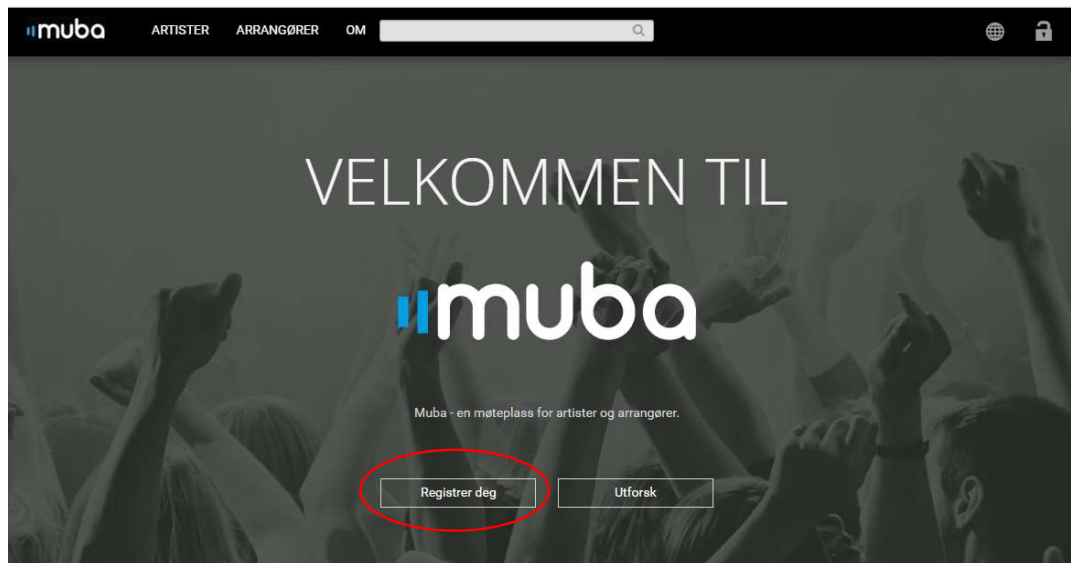 muba ARTISTER ARRANGØRER OM
VELKOMMEN TIL
muba
Muba - en møteplass for artister og arrangører.
Registrer deg Utforsk